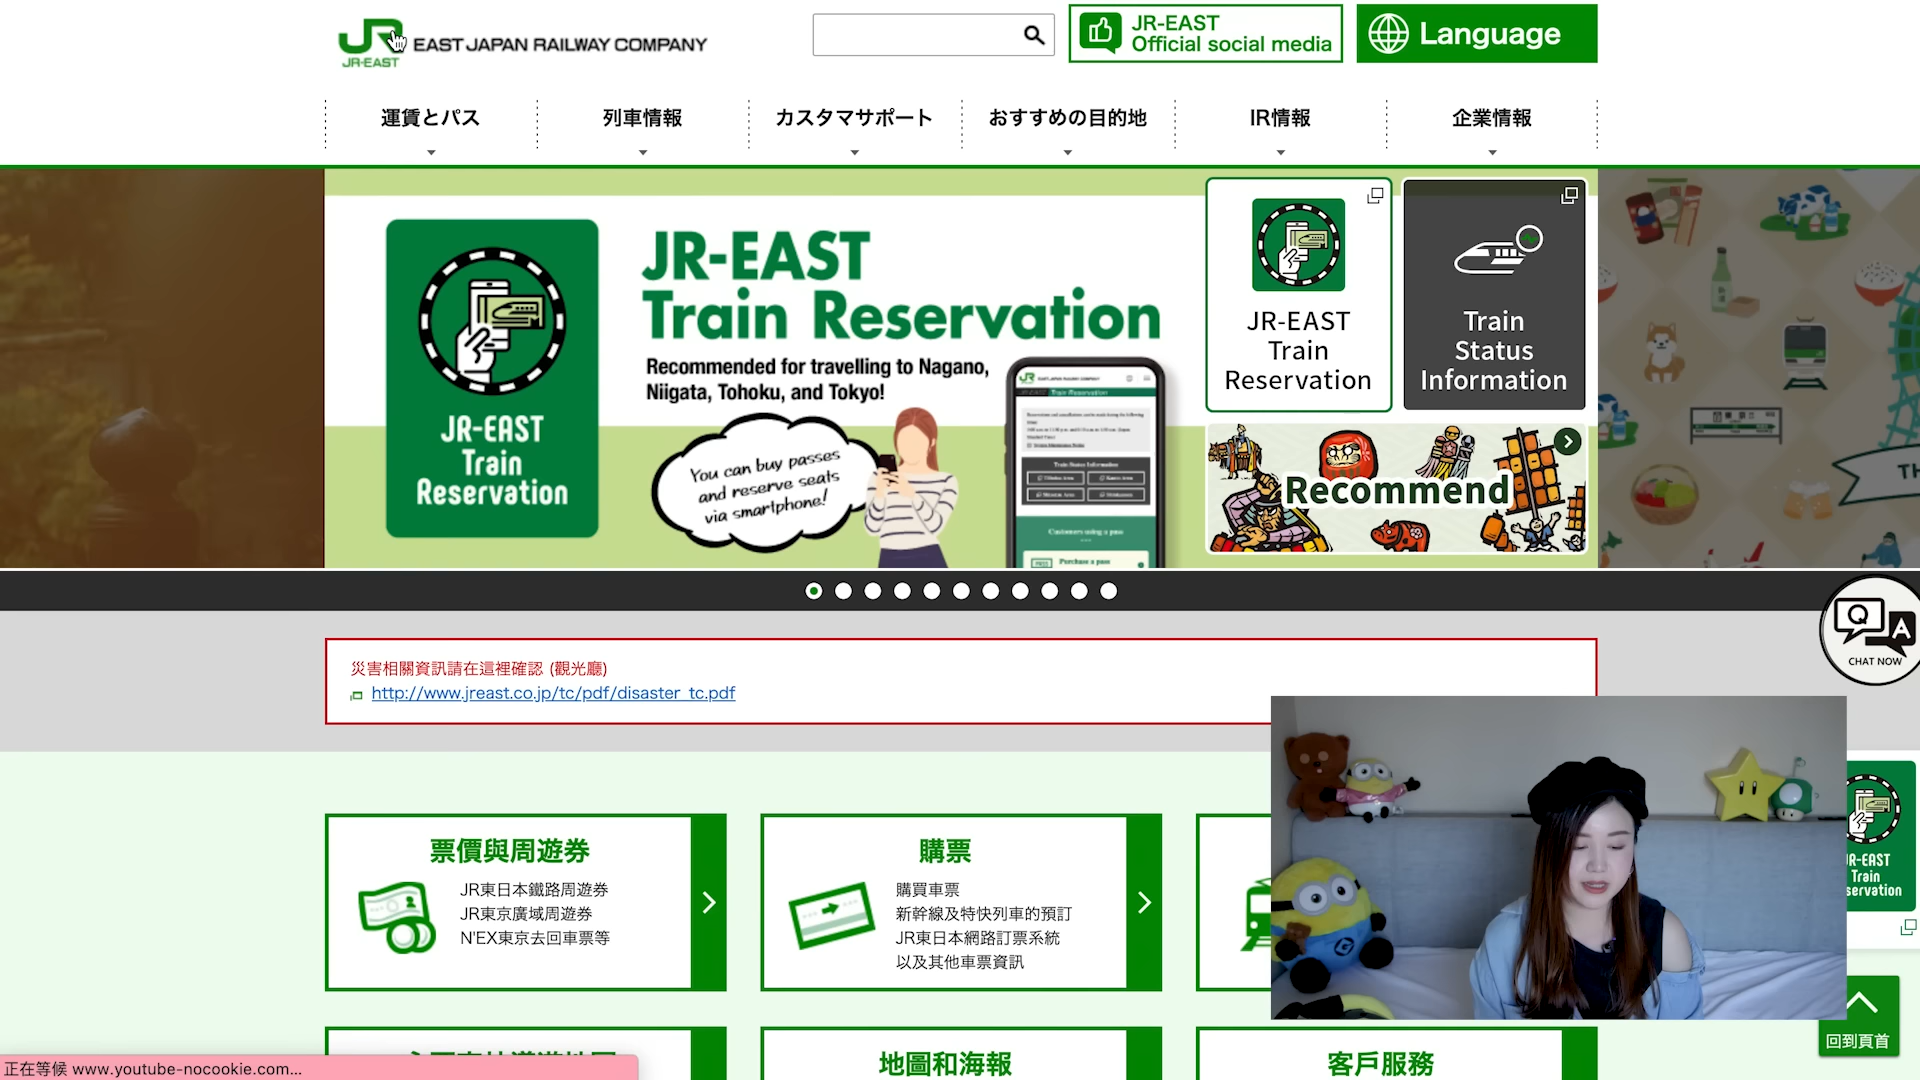 JR
JR-EAST
EAST JAPAN RAILWAY COMPANY
JR-EAST
Official social media
Language
運賃とパス
列車情報
カスタマサポート
おすすめの目的地
IR情報
企業情報
JR-EAST
Train
Reservation
JR-EAST
Train Reservation
Recommended for travelling to Nagano,
Niigata, Tohoku, and Tokyo!
You can buy passes
and reserve seats
via smartphone!
JR-EAST
Train
Reservation
Train
Status
Information
Recommend
TH
Q
A
CHAT NOW
災害相關資訊請在這裡確認 (觀光廳)
http://www.jreast.co.jp/tc/pdf/disaster_tc.pdf
票價與周遊券
JR東日本鐵路周遊券
JR東京廣域周遊券
N'EX東京去回車票等
購票
購買車票
新幹線及特快列車的預訂
JR東日本網路訂票系統
以及其他車票資訊
R-EAST
Train
servation
回到頁首
地圖和海報
客戶服務
正在等候 www.youtube-nocookie.com...